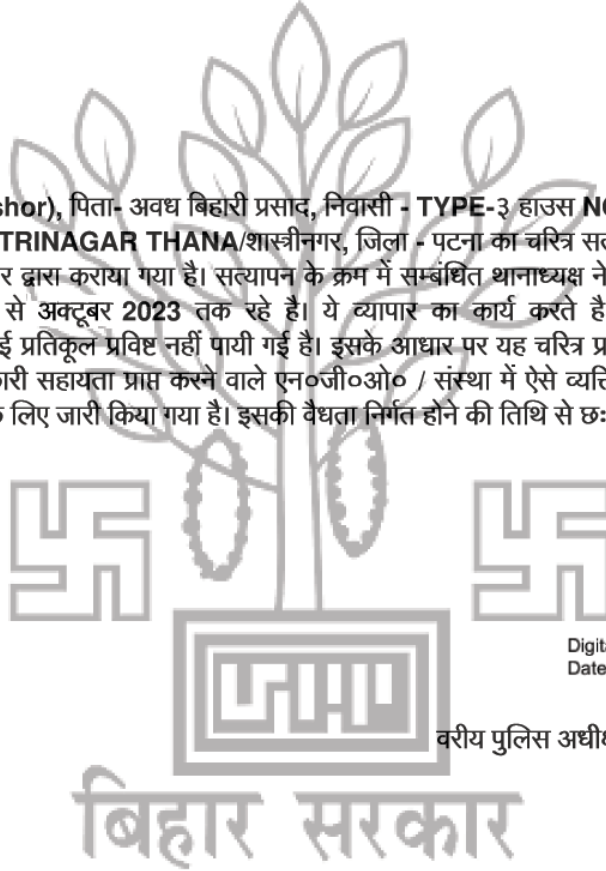 shor), पिता- अवध बिहारी प्रसाद, निवासी - TYPE-३ हाउस N
TRINAGAR THANA/शास्त्रीनगर, जिला - पटना का चरित्र सत
र द्वारा कराया गया है। सत्यापन के क्रम में सम्बंधित थानाध्यक्ष ने
से अक्टूबर 2023 तक रहे है। ये व्यापार का कार्य करते है
ई प्रतिकूल प्रविष्ट नहीं पायी गई है। इसके आधार पर यह चरित्र प्र
कारी सहायता प्राप्त करने वाले एन०जी०ओ० / संस्था में ऐसे व्यक्ति
के लिए जारी किया गया है। इसकी वैधता निर्गत होने की तिथि से छः
Digita
Date
वरीय पुलिस अधीक्ष
बिहार सरकार